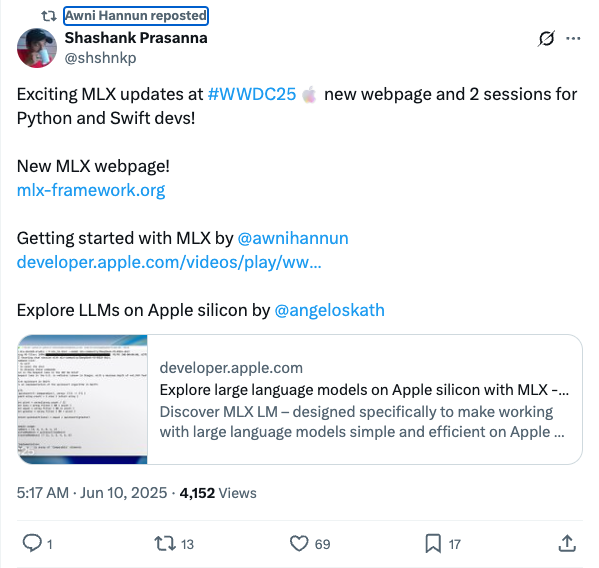 Awni Hannun reposted
Shashank Prasanna
@shshnkp
Exciting MLX updates at #WWDC25 new webpage and 2 sessions for
Python and Swift devs!
New MLX webpage!
mlx-framework.org
Getting started with MLX by @awnihannun
developer.apple.com/videos/play/ww...
Explore LLMs on Apple silicon by @angeloskath
developer.apple.com
Explore large language models on Apple silicon with MLX -...
Discover MLX LM – designed specifically to make working
with large language models simple and efficient on Apple ...
5:17 AM · Jun 10, 2025 · 4,152 Views
1 13 69 17